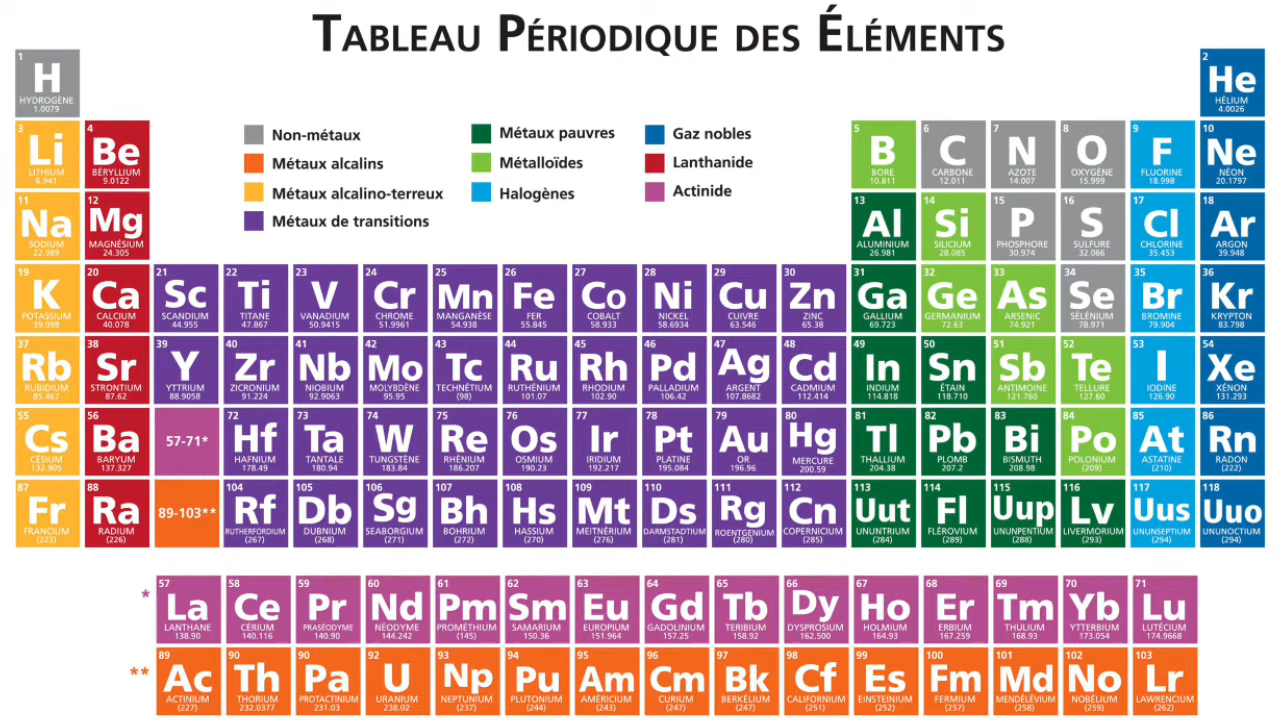 TABLEAU PÉRIODIQUE DES ÉLÉMENTS
1 H HYDROGÈNE 1.0079
2 He HÉLIUM 4.0026
Non-métaux
Métaux alcalins
Métaux alcalino-terreux
Métaux de transitions
Métaux pauvres
Métalloïdes
Halogènes
Gaz nobles
Lanthanide
Actinide
3 Li LITHIUM 6.941
4 Be BÉRYLLIUM 9.0122
5 B BORE 10.811
6 C CARBONE 12.011
7 N AZOTE 14.007
8 O OXYGÈNE 15.999
9 F FLUORINE 18.998
10 Ne NÉON 20.1797
11 Na SODIUM 22.989
12 Mg MAGNÉSIUM 24.305
13 Al ALUMINIUM 26.981
14 Si SILICIUM 28.085
15 P PHOSPHORE 30.974
16 S SULFURE 32.066
17 Cl CHLORINE 35.453
18 Ar ARGON 39.948
19 K POTASSIUM 39.098
20 Ca CALCIUM 40.078
21 Sc SCANDIUM 44.955
22 Ti TITANE 47.867
23 V VANADIUM 50.9415
24 Cr CHROME 51.9961
25 Mn MANGANÈSE 54.938
26 Fe FER 55.845
27 Co COBALT 58.933
28 Ni NICKEL 58.6934
29 Cu CUIVRE 63.546
30 Zn ZINC 65.38
31 Ga GALLIUM 69.723
32 Ge GERMANIUM 72.63
33 As ARSENIC 74.921
34 Se SÉLÉNIUM 78.971
35 Br BROMINE 79.904
36 Kr KRYPTON 83.798
37 Rb RUBIDIUM 85.467
38 Sr STRONTIUM 87.62
39 Y YTTRIUM 88.9058
40 Zr ZICRONIUM 91.224
41 Nb NIOBIUM 92.9063
42 Mo MOLYBDÈNE 95.95
43 Tc TECHNÉTIUM (98)
44 Ru RUTHÉNIUM 101.07
45 Rh RHODIUM 102.90
46 Pd PALLADIUM 106.42
47 Ag ARGENT 107.8682
48 Cd CADMIUM 112.414
49 In INDIUM 114.818
50 Sn ÉTAIN 118.710
51 Sb ANTIMOINE 121.760
52 Te TELLURE 127.60
53 I IODINE 126.90
54 Xe XÉNON 131.293
55 Cs CÉSIUM 132.905
56 Ba BARYUM 137.327
57-71*
72 Hf HAFNIUM 178.49
73 Ta TANTALE 180.94
74 W TUNGSTÈNE 183.84
75 Re RHÉNIUM 186.207
76 Os OSMIUM 190.23
77 Ir IRIDIUM 192.217
78 Pt PLATINE 195.084
79 Au OR 196.96
80 Hg MERCURE 200.59
81 Tl THALLIUM 204.38
82 Pb PLOMB 207.2
83 Bi BISMUTH 208.98
84 Po POLONIUM (209)
85 At ASTATINE (210)
86 Rn RADON (222)
87 Fr FRANCIUM (223)
88 Ra RADIUM (226)
89-103**
104 Rf RUTHERFORDIUM (267)
105 Db DUBNIUM (268)
106 Sg SEABORGIUM (271)
107 Bh BOHRIUM (272)
108 Hs HASSIUM (270)
109 Mt MEITNÉRIUM (276)
110 Ds DARMSTADTIUM (281)
111 Rg ROENTGENIUM (280)
112 Cn COPERNICIUM (285)
113 Uut UNUNTRIUM (284)
114 Fl FLÉROVIUM (289)
115 Uup UNUNPENTIUM (288)
116 Lv LIVERMORIUM (293)
117 Uus UNUNSEPTIUM (294)
118 Uuo UNUNOCTIUM (294)
*
57 La LANTHANE 138.90
58 Ce CÉRIUM 140.116
59 Pr PRASÉODYME 140.90
60 Nd NÉODYME 144.242
61 Pm PROMÉTHIUM (145)
62 Sm SAMARIUM 150.36
63 Eu EUROPIUM 151.964
64 Gd GADOLINIUM 157.25
65 Tb TERIBIUM 158.92
66 Dy DYSPROSIUM 162.500
67 Ho HOLMIUM 164.93
68 Er ERBIUM 167.259
69 Tm THULIUM 168.93
70 Yb YTTERBIUM 173.054
71 Lu LUTÉCIUM 174.9668
**
89 Ac ACTINIUM (227)
90 Th THORIUM 232.0377
90 Pa PROTACTINIUM 231.03
92 U URANIUM 238.02
93 Np NEPTUNIUM (237)
94 Pu PLUTONIUM (244)
95 Am AMÉRICIUM (243)
96 Cm CURIUM (247)
97 Bk BERKÉLIUM (247)
98 Cf CALIFORNIUM (251)
99 Es EINSTEINIUM (252)
100 Fm FERMIUM (257)
101 Md MENDÉLÉVIUM (258)
102 No NOBÉLIUM (259)
103 Lr LAWRENCIUM (262)